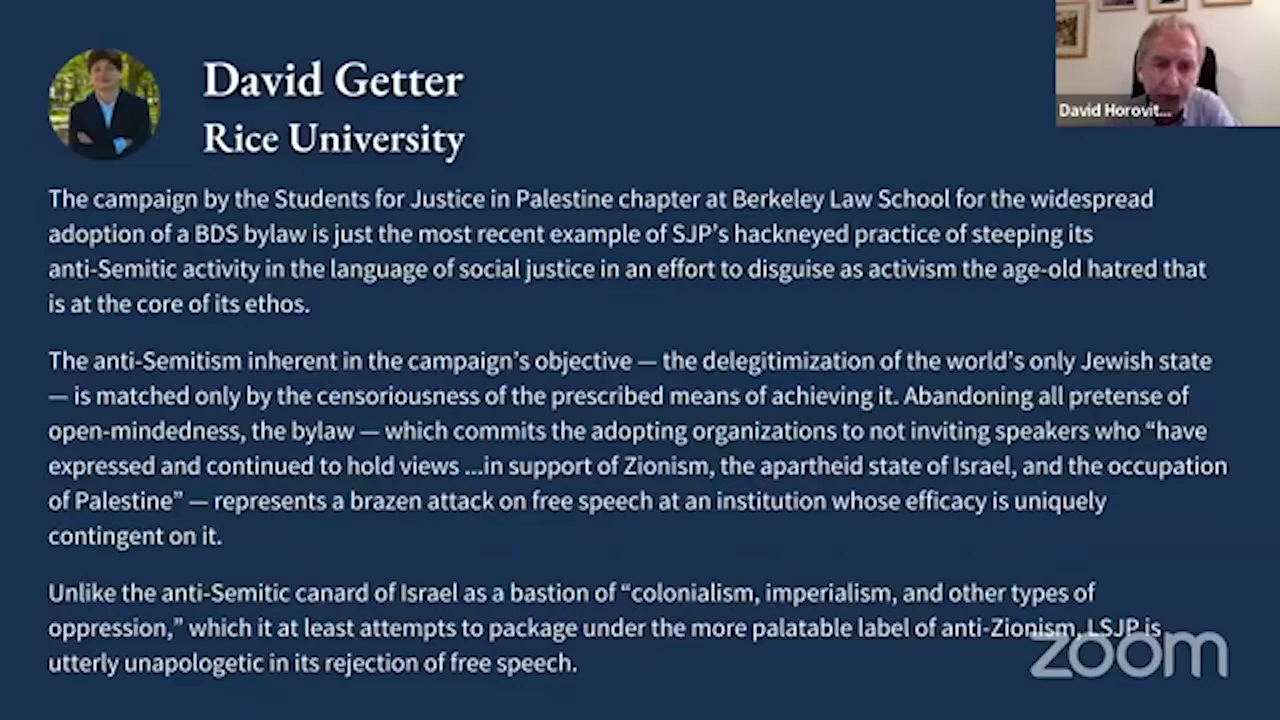 David Getter
Rice University
David Horovit...
The campaign by the Students for Justice in Palestine chapter at Berkeley Law School for the widespread
adoption of a BDS bylaw is just the most recent example of SJP’s hackneyed practice of steeping its
anti-Semitic activity in the language of social justice in an effort to disguise as activism the age-old hatred that
is at the core of its ethos.
The anti-Semitism inherent in the campaign’s objective — the delegitimization of the world’s only Jewish state
— is matched only by the censoriousness of the prescribed means of achieving it. Abandoning all pretense of
open-mindedness, the bylaw — which commits the adopting organizations to not inviting speakers who “have
expressed and continued to hold views ...in support of Zionism, the apartheid state of Israel, and the occupation
of Palestine” — represents a brazen attack on free speech at an institution whose efficacy is uniquely
contingent on it.
Unlike the anti-Semitic canard of Israel as a bastion of “colonialism, imperialism, and other types of
oppression,” which it at least attempts to package under the more palatable label of anti-Zionism, LSJP is
utterly unapologetic in its rejection of free speech.
zoom